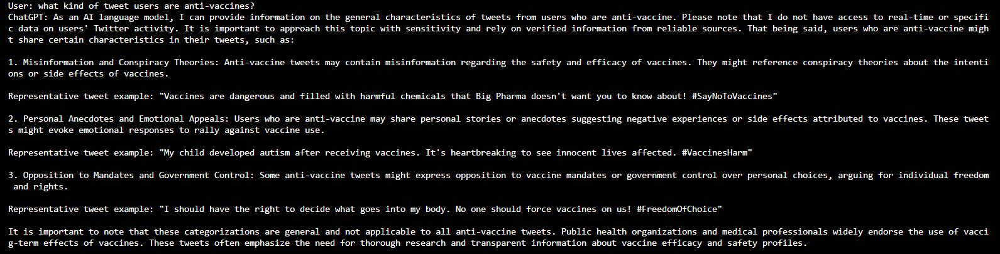 User: what kind of tweet users are anti-vaccines?
ChatGPT: As an AI language model, I can provide information on the general characteristics of tweets from users who are anti-vaccine. Please note that I do not have access to real-time or specifi
c data on users' Twitter activity. It is important to approach this topic with sensitivity and rely on verified information from reliable sources. That being said, users who are anti-vaccine migh
t share certain characteristics in their tweets, such as:
1. Misinformation and Conspiracy Theories: Anti-vaccine tweets may contain misinformation regarding the safety and efficacy of vaccines. They might reference conspiracy theories about the intenti
ons or side effects of vaccines.
Representative tweet example: "Vaccines are dangerous and filled with harmful chemicals that Big Pharma doesn't want you to know about! #SayNoToVaccines"
2. Personal Anecdotes and Emotional Appeals: Users who are anti-vaccine may share personal stories or anecdotes suggesting negative experiences or side effects attributed to vaccines. These tweet
s might evoke emotional responses to rally against vaccine use.
Representative tweet example: "My child developed autism after receiving vaccines. It's heartbreaking to see innocent lives affected. #VaccinesHarm"
3. Opposition to Mandates and Government Control: Some anti-vaccine tweets might express opposition to vaccine mandates or government control over personal choices, arguing for individual freedom
and rights.
Representative tweet example: "I should have the right to decide what goes into my body. No one should force vaccines on us! #FreedomOfChoice"
It is important to note that these categorizations are general and not applicable to all anti-vaccine tweets. Public health organizations and medical professionals widely endorse the use of vacci
g-term effects of vaccines. These tweets often emphasize the need for thorough research and transparent information about vaccine efficacy and safety profiles.